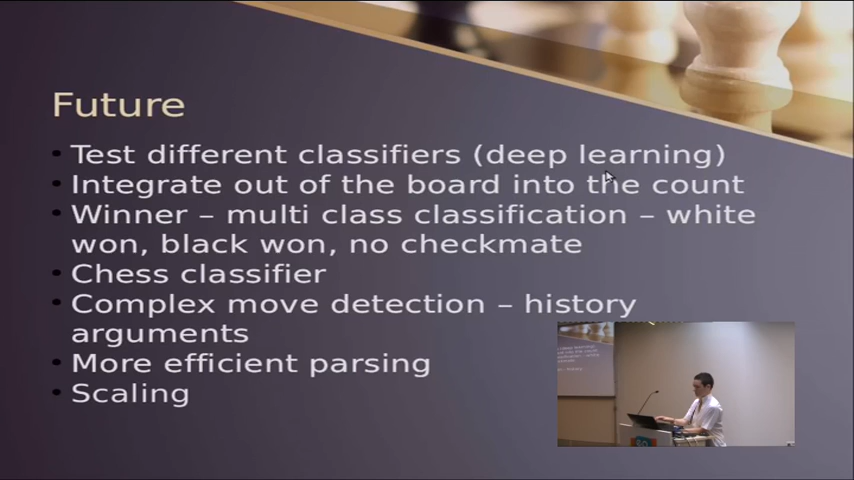 Future
• Test different classifiers (deep learning)
• Integrate out of the board into the count
• Winner – multi class classification – white
won, black won, no checkmate
• Chess classifier
• Complex move detection – history
arguments
• More efficient parsing
• Scaling